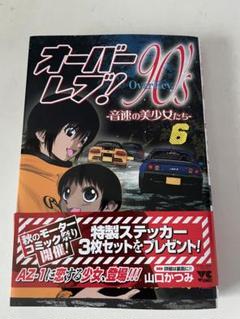 オーバーレブ!
90's
OverRev.
-音速の美少女たち-
6
秋のモーター
コミック祭り
開催!
特製ステッカー
3枚セットをプレゼント!
AZ-1に恋する少女、登場!!!
山口かつみ
YC